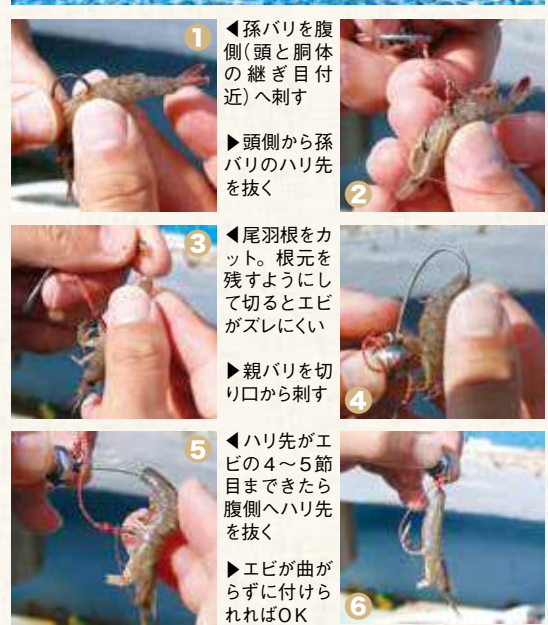 1
◀孫バリを腹
側(頭と胴体
の継ぎ目付
近)へ刺す
▶頭側から孫
バリのハリ先
を抜く
2
3
◀尾羽根をカ
ット。根元を
残すようにし
て切るとエビ
がズレにくい
▶親バリを切
り口から刺す
4
5
◀ハリ先がエ
ビの4〜5節
目まできたら
腹側へハリ先
を抜く
▶エビが曲が
らずに付けら
れればOK
6